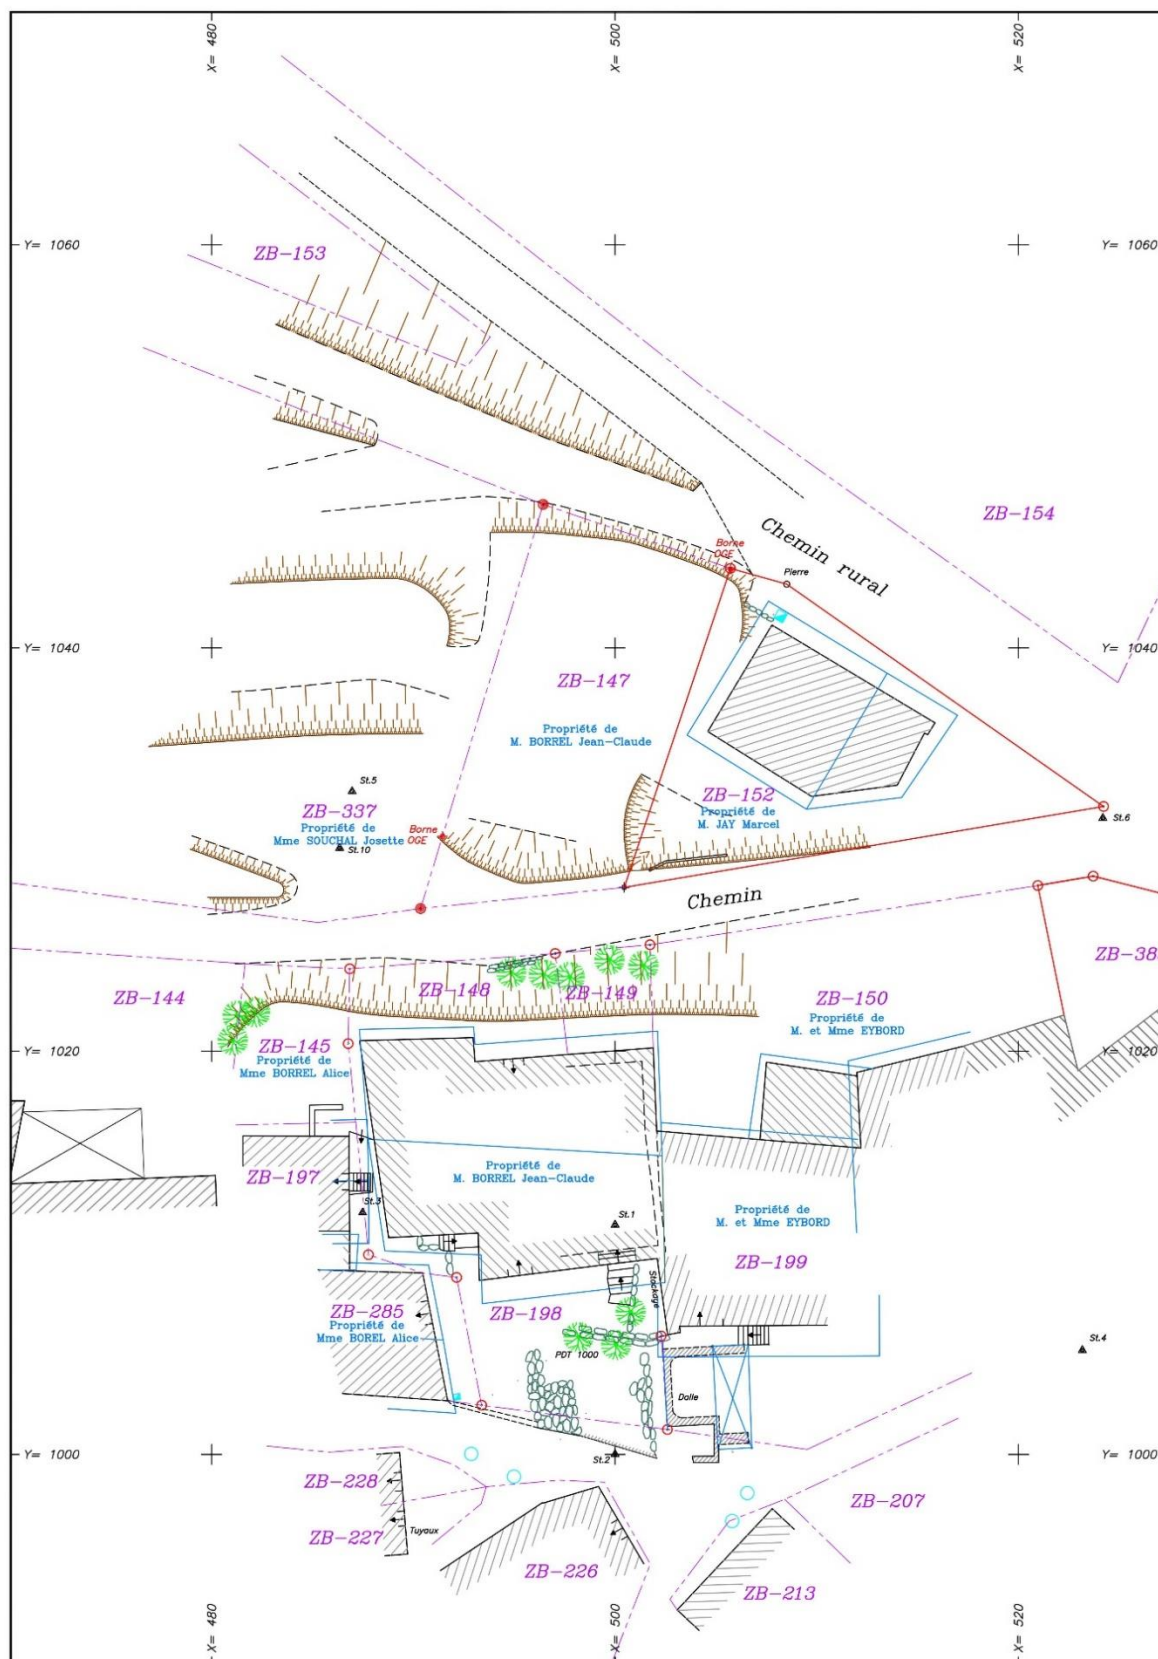 X= 480
X= 500
X= 520
Y= 1060
Y= 1060
ZB-153
ZB-154
Chemin rural
Borne
OGE
Pierre
Y= 1040
Y= 1040
ZB-147
Propriété de
M. BORREL Jean-Claude
St.5
ZB-337
Propriété de
Mme SOUCHAL Josette
St.10
Borne
OGE
ZB-152
Propriété de
M. JAY Marcel
St.6
Chemin
ZB-144
ZB-148
ZB-149
ZB-150
Propriété de
M. et Mme EYBORD
ZB-38
Y= 1020
Y= 1020
ZB-145
Propriété de
Mme BORREL Alice
ZB-197
St.3
Propriété de
M. BORREL Jean-Claude
St.1
Propriété de
M. et Mme EYBORD
ZB-199
ZB-285
Propriété de
Mme BOREL Alice
ZB-198
Stockage
PDT 1000
St.4
Dalle
Y= 1000
Y= 1000
St.2
ZB-228
ZB-227
Tuyaux
ZB-226
ZB-207
ZB-213
X= 480
X= 500
X= 520